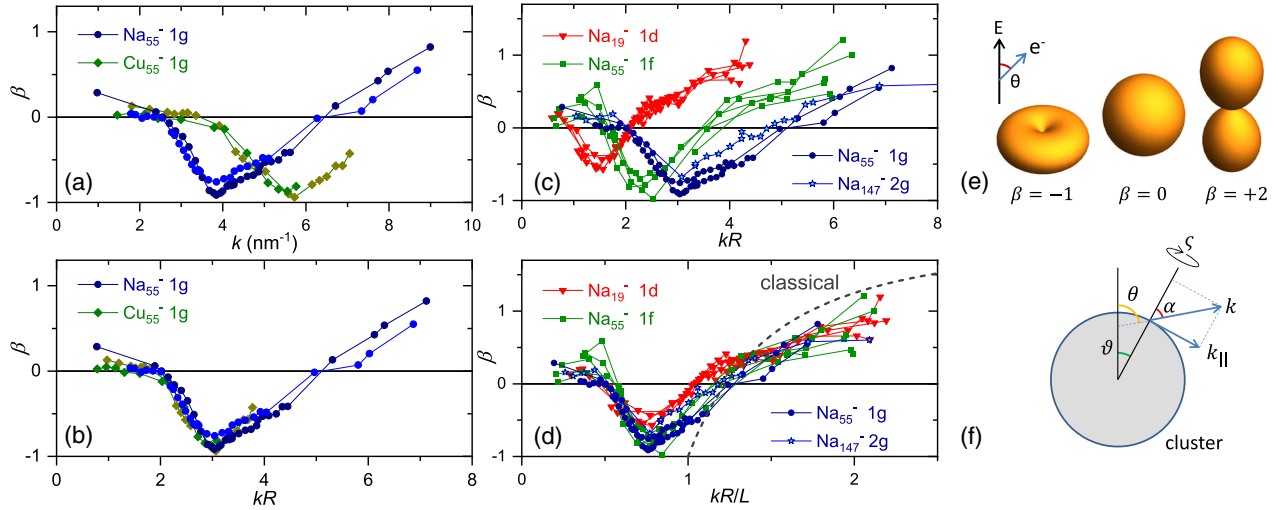 1
0
-1
β
Na₅₅⁻ 1g
Cu₅₅⁻ 1g
(a)
0 2 4 6 8 10
k (nm⁻¹)
1
0
-1
β
Na₅₅⁻ 1g
Cu₅₅⁻ 1g
(b)
0 2 4 6 8
kR
1
0
-1
β
Na₁₉⁻ 1d
Na₅₅⁻ 1f
Na₅₅⁻ 1g
Na₁₄₇⁻ 2g
(c)
0 2 4 6 8
kR
1
0
-1
β
classical
Na₁₉⁻ 1d
Na₅₅⁻ 1f
Na₅₅⁻ 1g
Na₁₄₇⁻ 2g
(d)
0 1 2
kR/L
E
e⁻
θ
(e)
β = −1 β = 0 β = +2
ς
θ
α
k
k||
ϑ
(f)
cluster